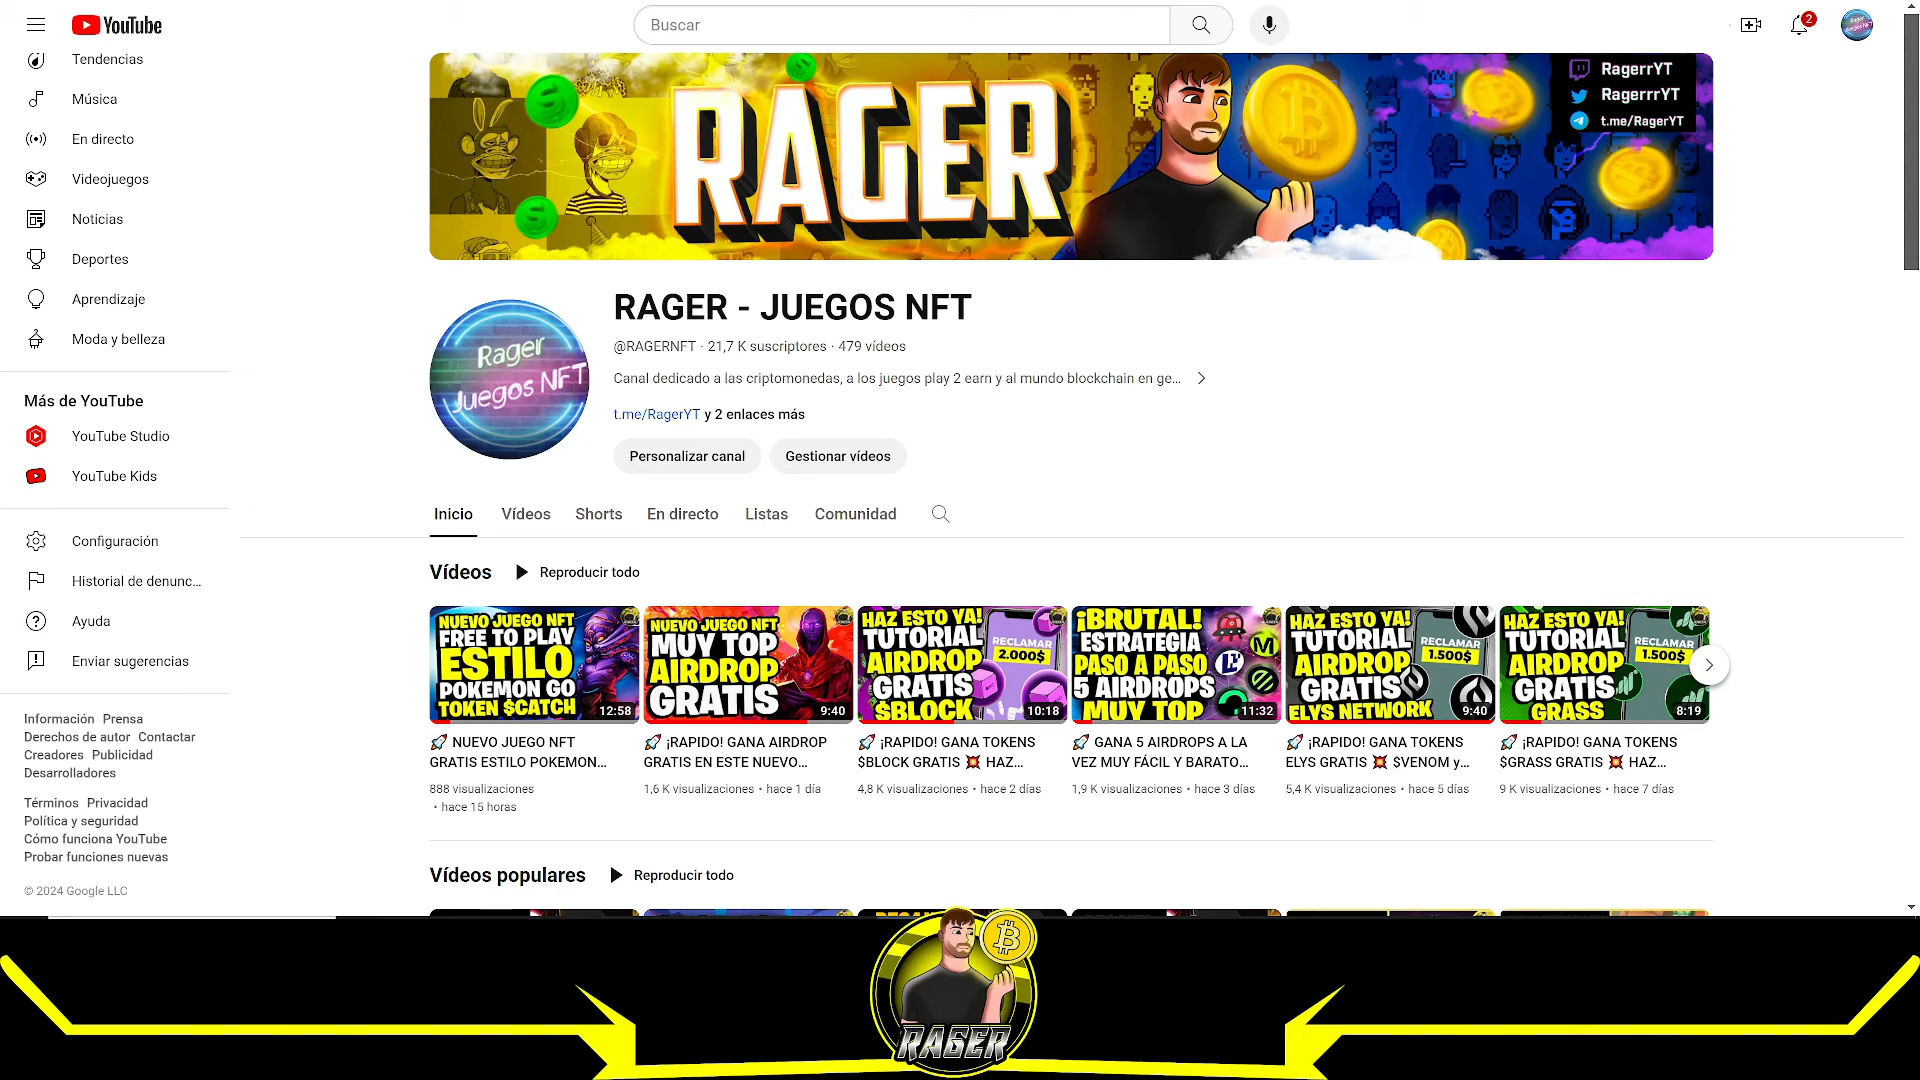 YouTube
Buscar
2
Tendencias
Música
En directo
Videojuegos
Noticias
Deportes
Aprendizaje
Moda y belleza
Más de YouTube
YouTube Studio
YouTube Kids
Configuración
Historial de denunc...
Ayuda
Enviar sugerencias
Información Prensa
Derechos de autor Contactar
Creadores Publicidad
Desarrolladores
Términos Privacidad
Política y seguridad
Cómo funciona YouTube
Probar funciones nuevas
© 2024 Google LLC
RAGER
RagerrYT
RagerrrYT
t.me/RagerYT
Rager
Juegos NFT
RAGER - JUEGOS NFT
@RAGERNFT · 21,7 K suscriptores · 479 vídeos
Canal dedicado a las criptomonedas, a los juegos play 2 earn y al mundo blockchain en ge...
t.me/RagerYT y 2 enlaces más
Personalizar canal
Gestionar vídeos
Inicio
Vídeos
Shorts
En directo
Listas
Comunidad
Vídeos
Reproducir todo
NUEVO JUEGO NFT
FREE TO PLAY
ESTILO
POKEMON GO
TOKEN $CATCH
12:58
🚀 NUEVO JUEGO NFT
GRATIS ESTILO POKEMON...
888 visualizaciones
• hace 15 horas
NUEVO JUEGO NFT
MUY TOP
AIRDROP
GRATIS
9:40
🚀 ¡RAPIDO! GANA AIRDROP
GRATIS EN ESTE NUEVO...
1,6 K visualizaciones • hace 1 día
HAZ ESTO YA!
TUTORIAL
AIRDROP
GRATIS
$BLOCK
RECLAMAR
2.000$
10:18
🚀 ¡RAPIDO! GANA TOKENS
$BLOCK GRATIS 💥 HAZ...
4,8 K visualizaciones • hace 2 días
¡BRUTAL!
ESTRATEGIA
PASO A PASO
5 AIRDROPS
MUY TOP
11:32
🚀 GANA 5 AIRDROPS A LA
VEZ MUY FÁCIL Y BARATO...
1,9 K visualizaciones • hace 3 días
HAZ ESTO YA!
TUTORIAL
AIRDROP
GRATIS
ELYS NETWORK
RECLAMAR
1.500$
9:40
🚀 ¡RAPIDO! GANA TOKENS
ELYS GRATIS 💥 $VENOM y...
5,4 K visualizaciones • hace 5 días
HAZ ESTO YA!
TUTORIAL
AIRDROP
GRATIS
GRASS
RECLAMAR
1.500$
8:19
🚀 ¡RAPIDO! GANA TOKENS
$GRASS GRATIS 💥 HAZ...
9 K visualizaciones • hace 7 días
Vídeos populares
Reproducir todo
RAGER